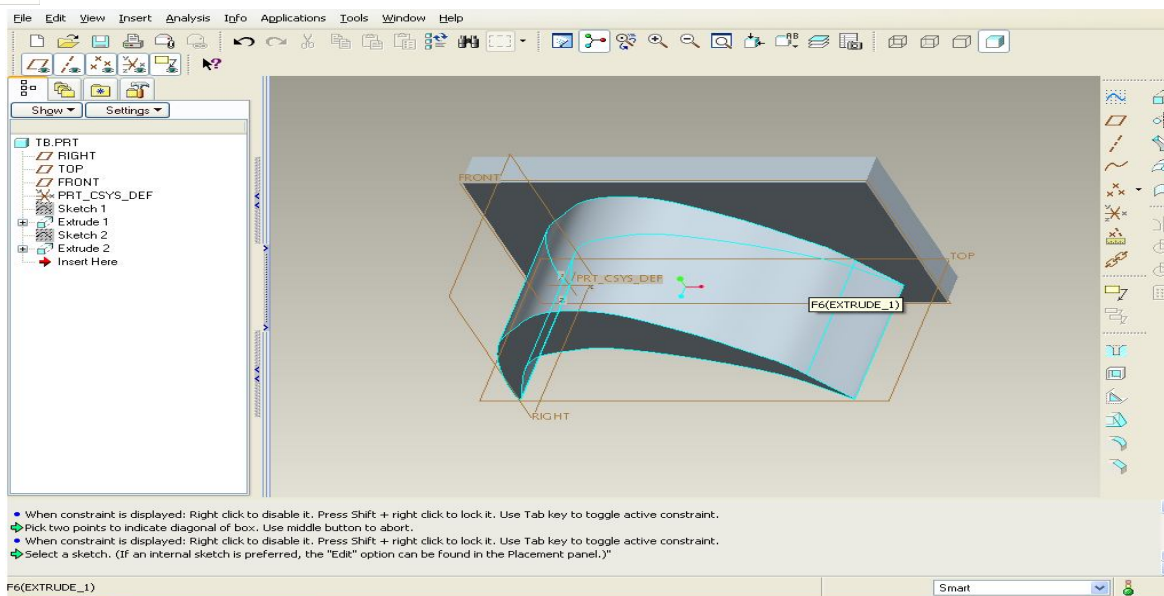 File Edit View Insert Analysis Info Applications Tools Window Help
Show Settings
TB.PRT
RIGHT
TOP
FRONT
PRT_CSYS_DEF
Sketch 1
Extrude 1
Sketch 2
Extrude 2
Insert Here
FRONT
TOP
PRT_CSYS_DEF
F6(EXTRUDE_1)
RIGHT
• When constraint is displayed: Right click to disable it. Press Shift + right click to lock it. Use Tab key to toggle active constraint.
Pick two points to indicate diagonal of box. Use middle button to abort.
• When constraint is displayed: Right click to disable it. Press Shift + right click to lock it. Use Tab key to toggle active constraint.
Select a sketch. (If an internal sketch is preferred, the "Edit" option can be found in the Placement panel.)"
F6(EXTRUDE_1)
Smart